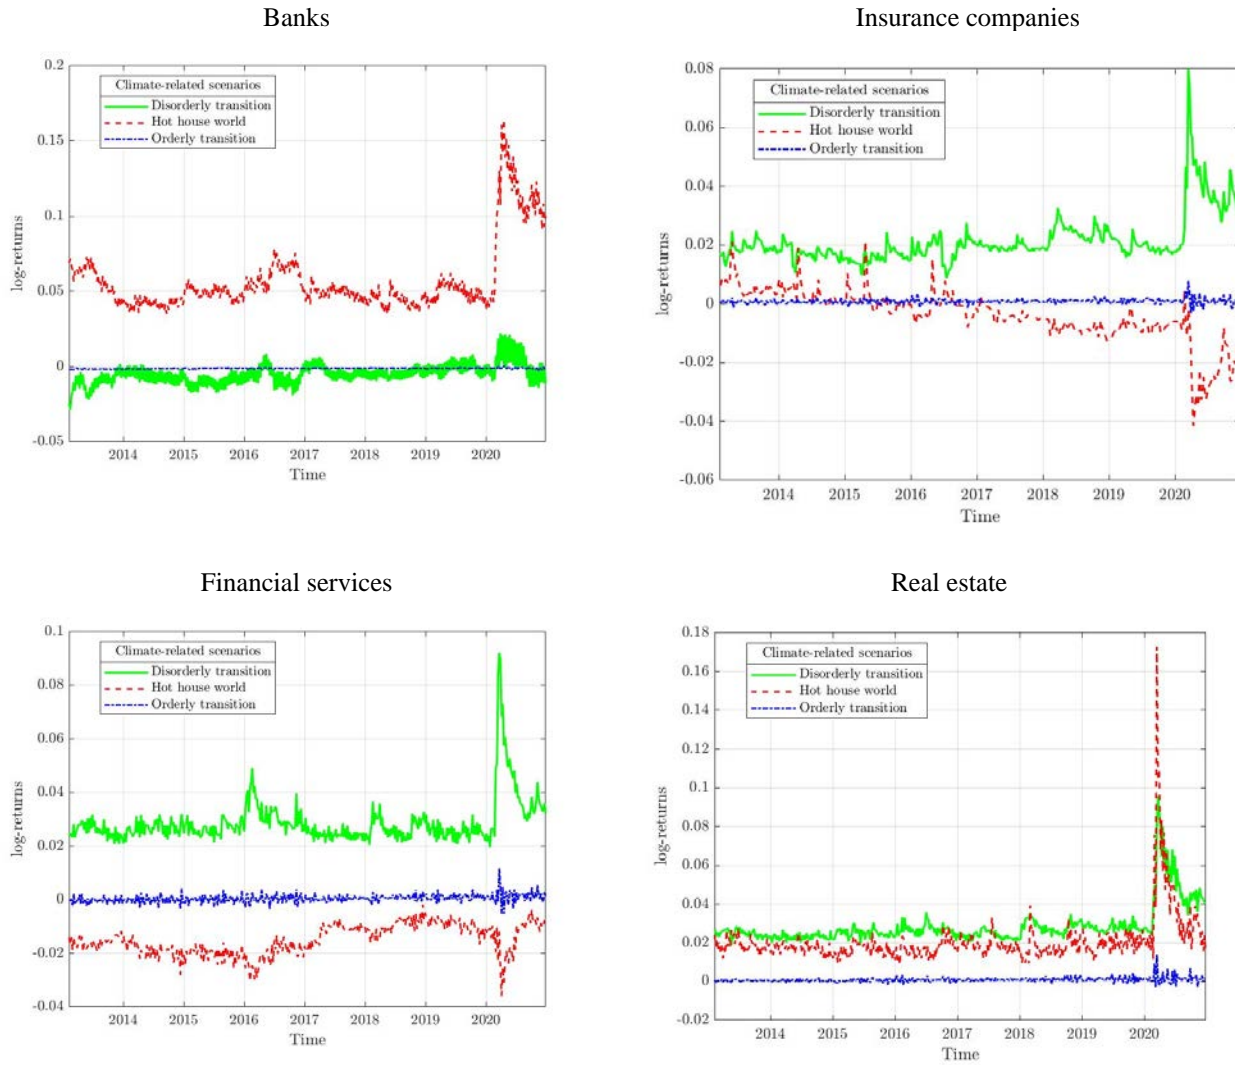 Banks
0.2
0.15
0.1
0.05
0
-0.05
log-returns
Climate-related scenarios
Disorderly transition
Hot house world
Orderly transition
2014 2015 2016 2017 2018 2019 2020
Time
Insurance companies
0.08
0.06
0.04
0.02
0
-0.02
-0.04
-0.06
log-returns
Climate-related scenarios
Disorderly transition
Hot house world
Orderly transition
2014 2015 2016 2017 2018 2019 2020
Time
Financial services
0.1
0.08
0.06
0.04
0.02
0
-0.02
-0.04
log-returns
Climate-related scenarios
Disorderly transition
Hot house world
Orderly transition
2014 2015 2016 2017 2018 2019 2020
Time
Real estate
0.18
0.16
0.14
0.12
0.1
0.08
0.06
0.04
0.02
0
-0.02
log-returns
Climate-related scenarios
Disorderly transition
Hot house world
Orderly transition
2014 2015 2016 2017 2018 2019 2020
Time